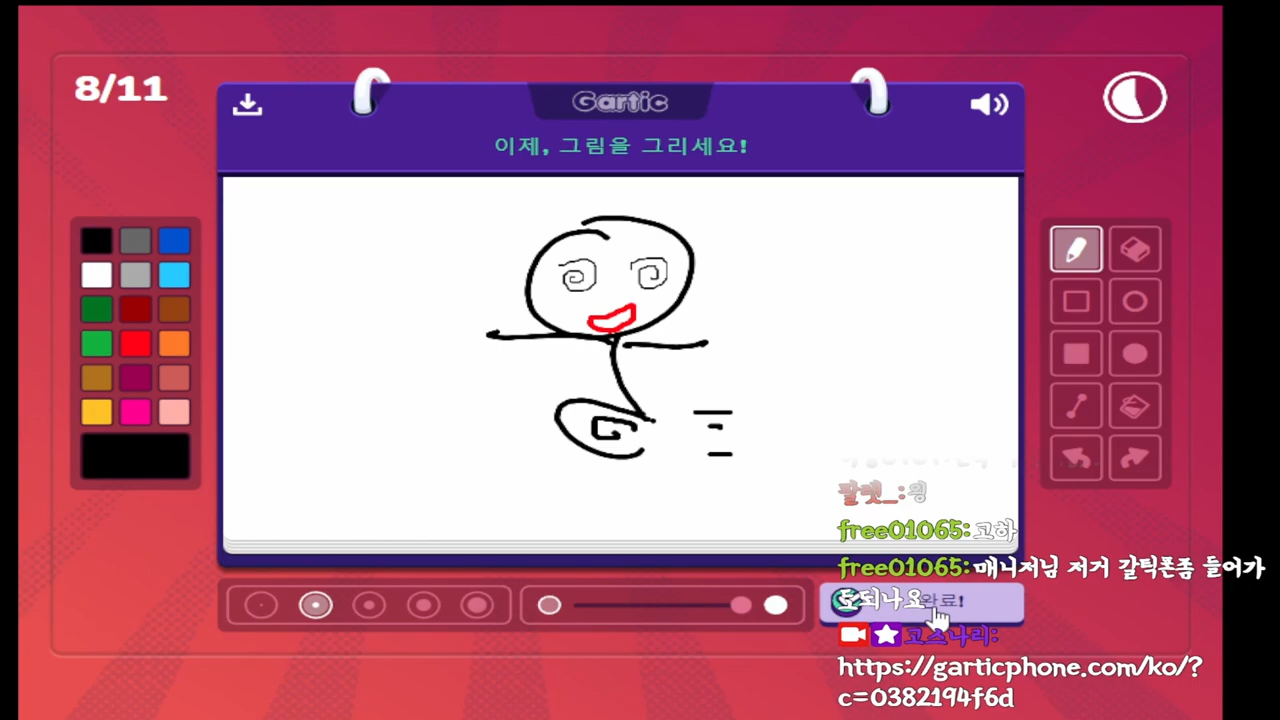 8/11
Gartic
이제, 그림을 그리세요!
팔렛_:윙
free01065:고하
free01065:매니저님 저거 갈틱폰좀 들어가
도되나요
완료!
고스나리:
https://garticphone.com/ko/?
c=0382194f6d